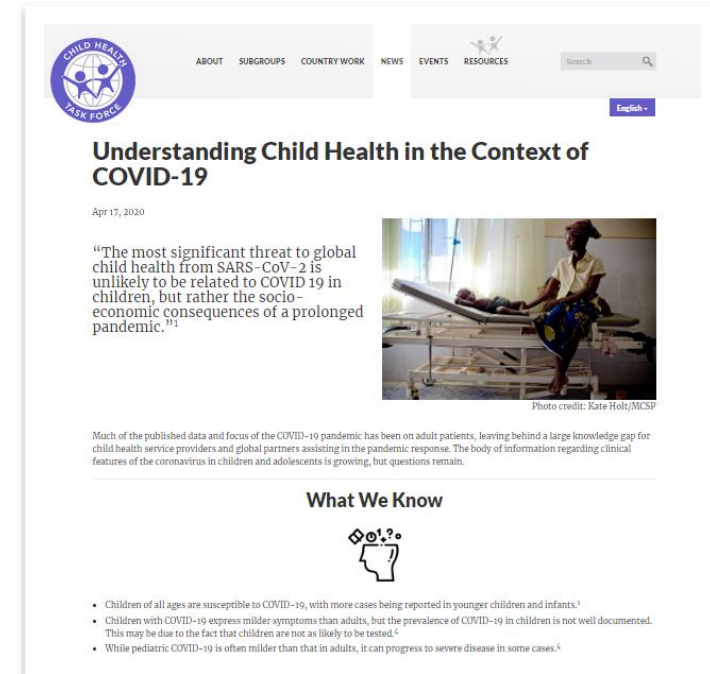 CHILD HEALTH
TASK FORCE
ABOUT SUBGROUPS COUNTRY WORK NEWS EVENTS RESOURCES
Search
English
Understanding Child Health in the Context of
COVID-19
Apr 17, 2020
“The most significant threat to global
child health from SARS-CoV-2 is
unlikely to be related to COVID 19 in
children, but rather the socio-
economic consequences of a prolonged
pandemic.”¹
Photo credit: Kate Holt/MCSP
Much of the published data and focus of the COVID-19 pandemic has been on adult patients, leaving behind a large knowledge gap for
child health service providers and global partners assisting in the pandemic response. The body of information regarding clinical
features of the coronavirus in children and adolescents is growing, but questions remain.
What We Know
• Children of all ages are susceptible to COVID-19, with more cases being reported in younger children and infants.³
• Children with COVID-19 express milder symptoms than adults, but the prevalence of COVID-19 in children is not well documented.
This may be due to the fact that children are not as likely to be tested.⁴
• While pediatric COVID-19 is often milder than that in adults, it can progress to severe disease in some cases.⁴